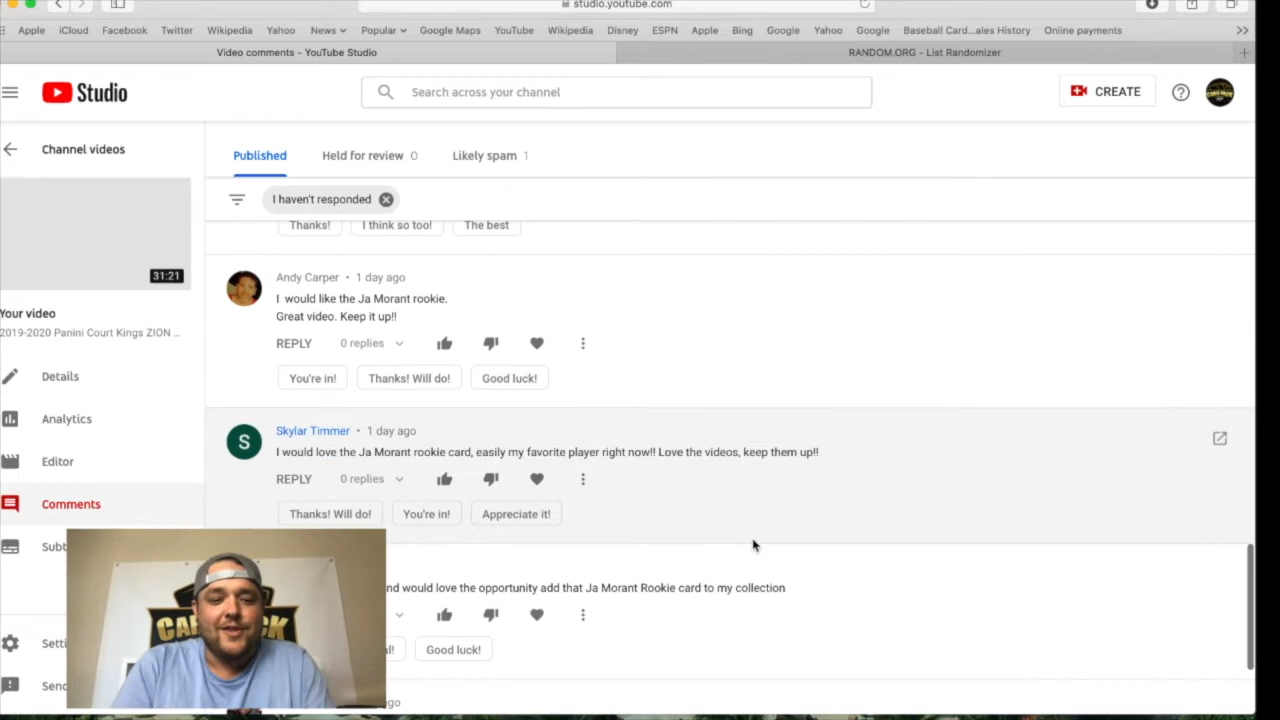 studio.youtube.com
Apple iCloud Facebook Twitter Wikipedia Yahoo News Popular Google Maps YouTube Wikipedia Disney ESPN Apple Bing Google Yahoo Google Baseball Card...ales History Online payments
Video comments - YouTube Studio RANDOM.ORG - List Randomizer
Studio Search across your channel CREATE
Channel videos
Published Held for review 0 Likely spam 1
I haven't responded
Thanks! I think so too! The best
31:21
Andy Carper • 1 day ago
I would like the Ja Morant rookie.
Great video. Keep it up!!
REPLY 0 replies
You're in! Thanks! Will do! Good luck!
Your video
2019-2020 Panini Court Kings ZION ...
Details
Analytics
Editor
Comments
Subt
Setti
Send
S
Skylar Timmer • 1 day ago
I would love the Ja Morant rookie card, easily my favorite player right now!! Love the videos, keep them up!!
REPLY 0 replies
Thanks! Will do! You're in! Appreciate it!
nd would love the opportunity add that Ja Morant Rookie card to my collection
Good luck!
ago